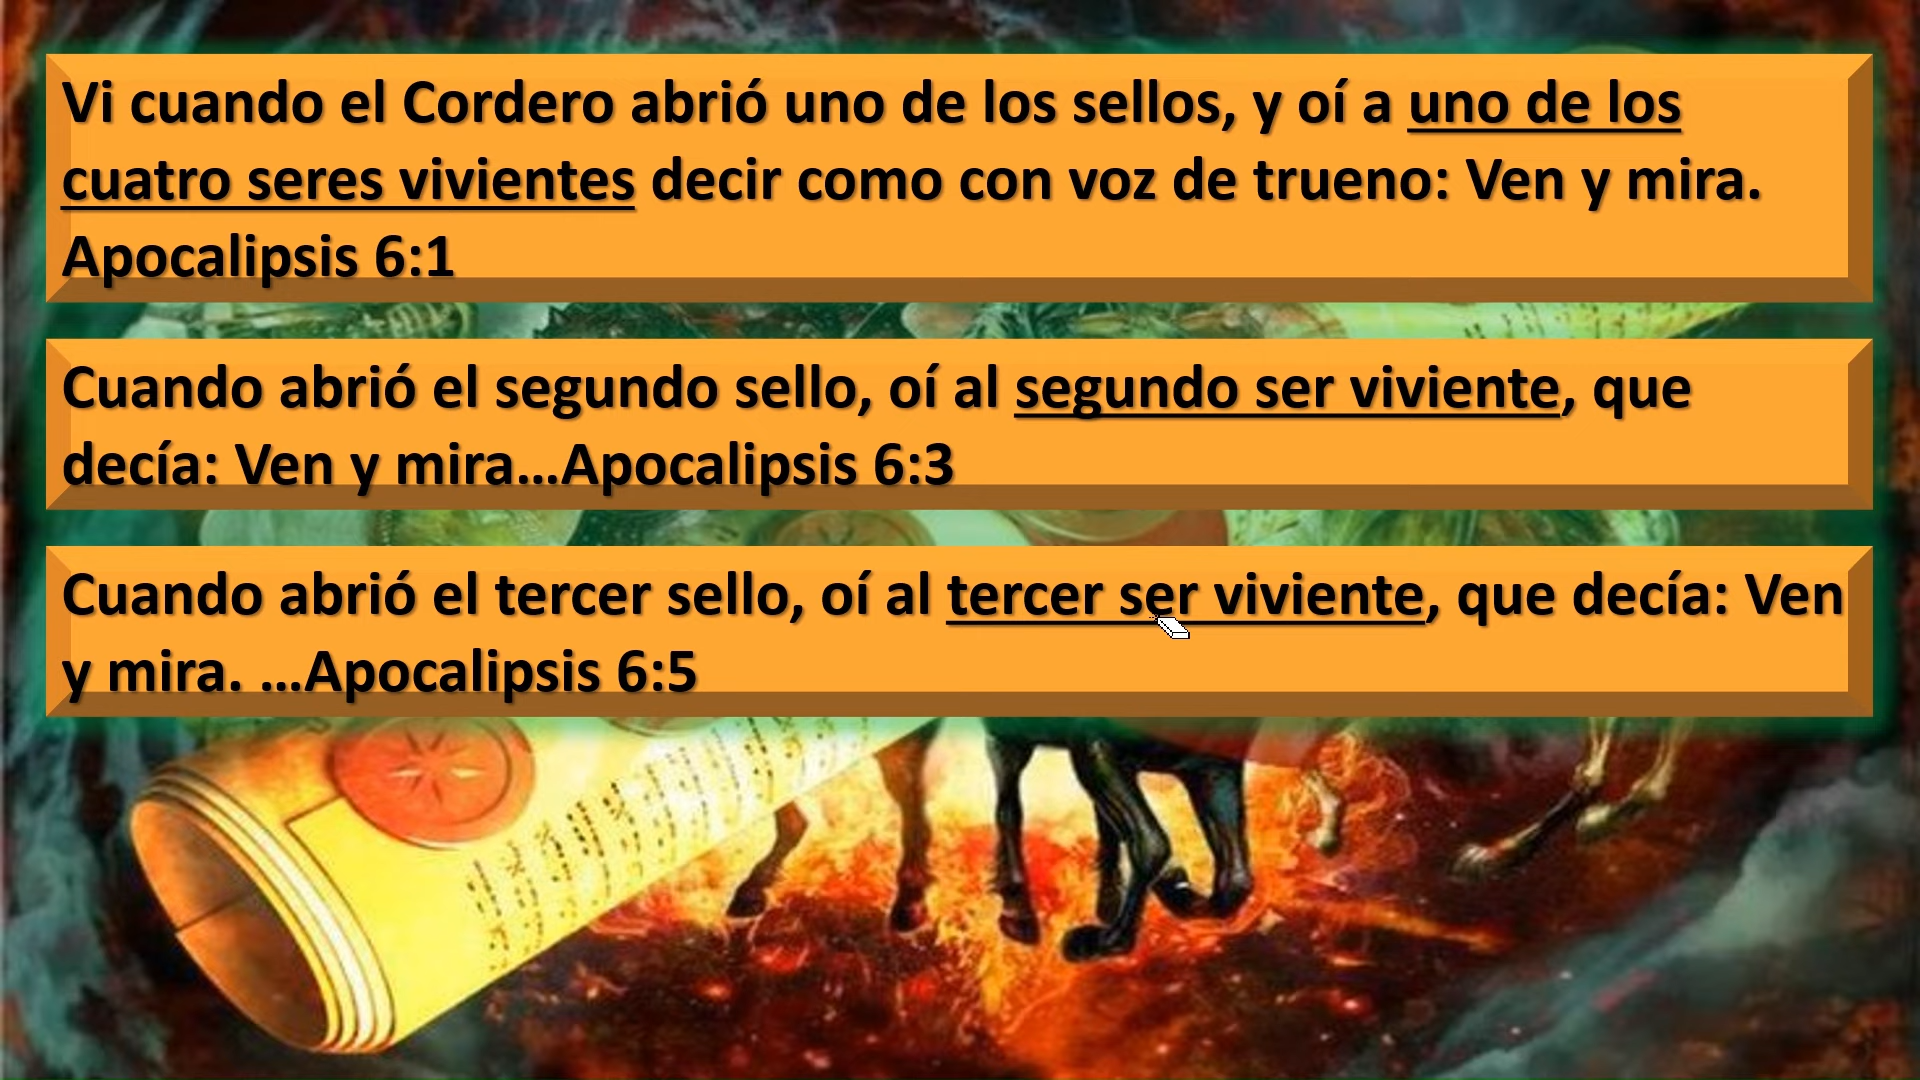 Vi cuando el Cordero abrió uno de los sellos, y oí a uno de los
cuatro seres vivientes decir como con voz de trueno: Ven y mira.
Apocalipsis 6:1
Cuando abrió el segundo sello, oí al segundo ser viviente, que
decía: Ven y mira…Apocalipsis 6:3
Cuando abrió el tercer sello, oí al tercer ser viviente, que decía: Ven
y mira. …Apocalipsis 6:5